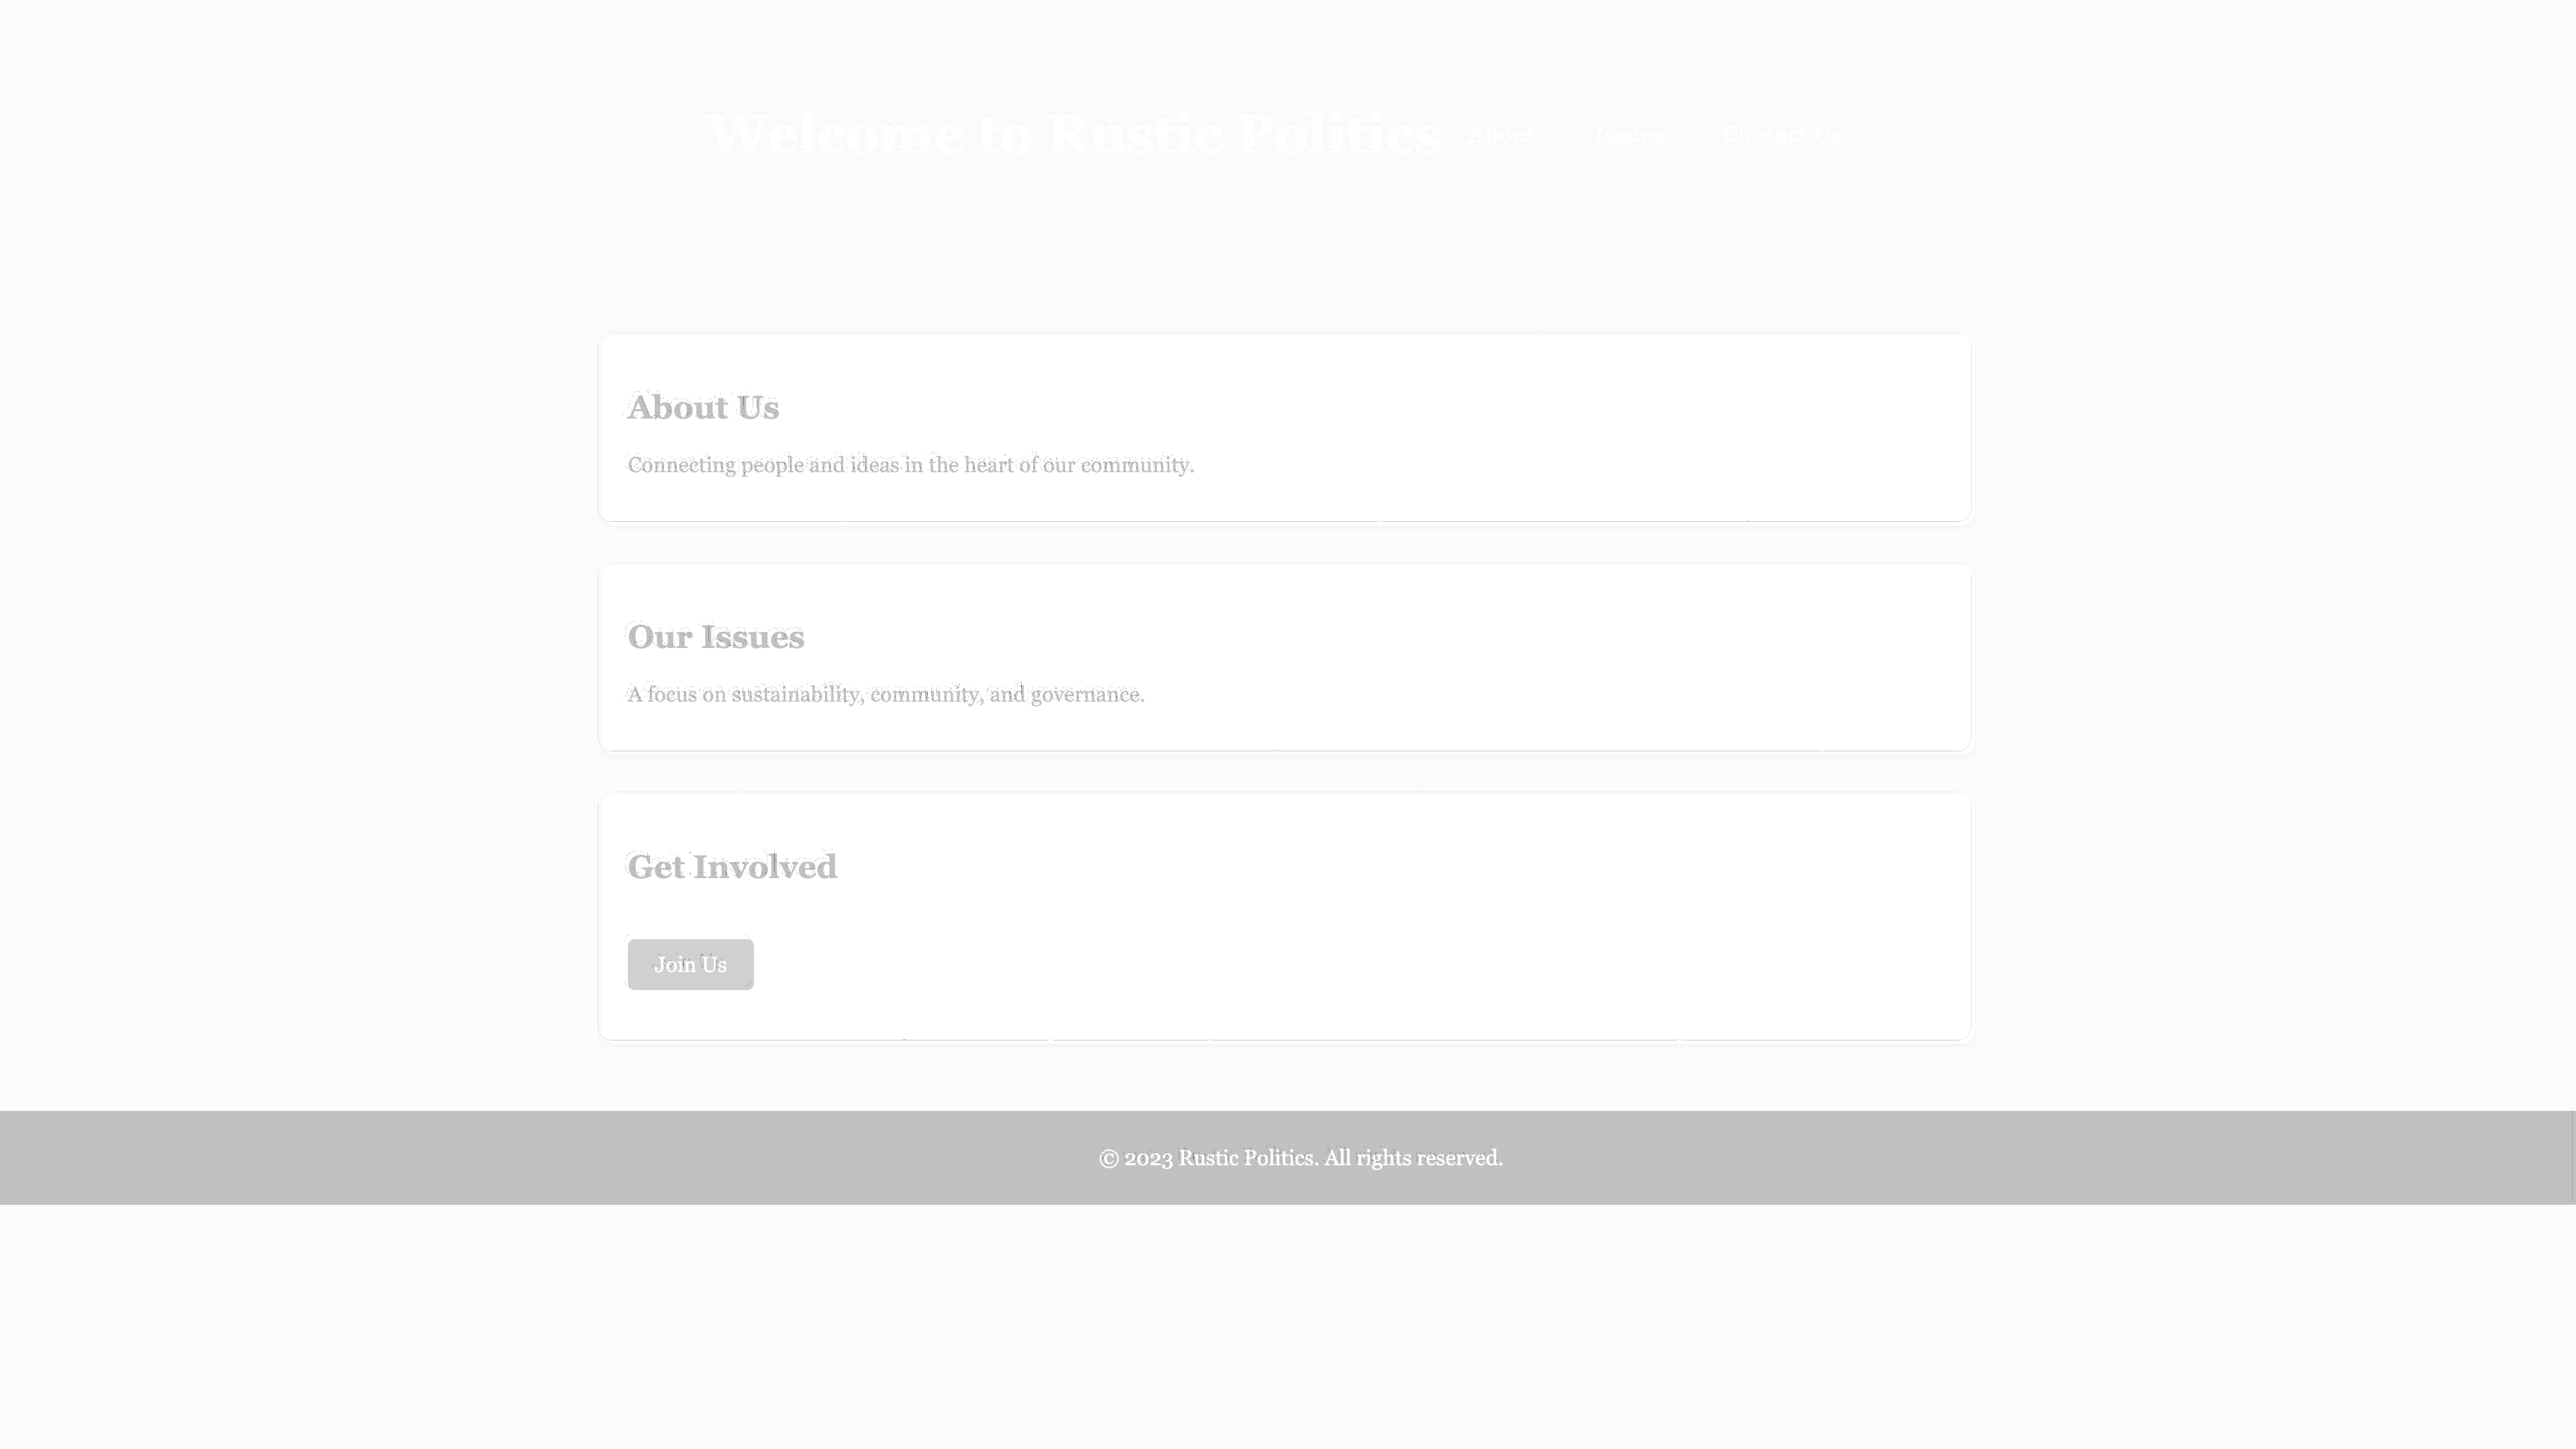 Welcome to Rustic Politics About Issues Contact Us
About Us
Connecting people and ideas in the heart of our community.
Our Issues
A focus on sustainability, community, and governance.
Get Involved
Join Us
© 2023 Rustic Politics. All rights reserved.